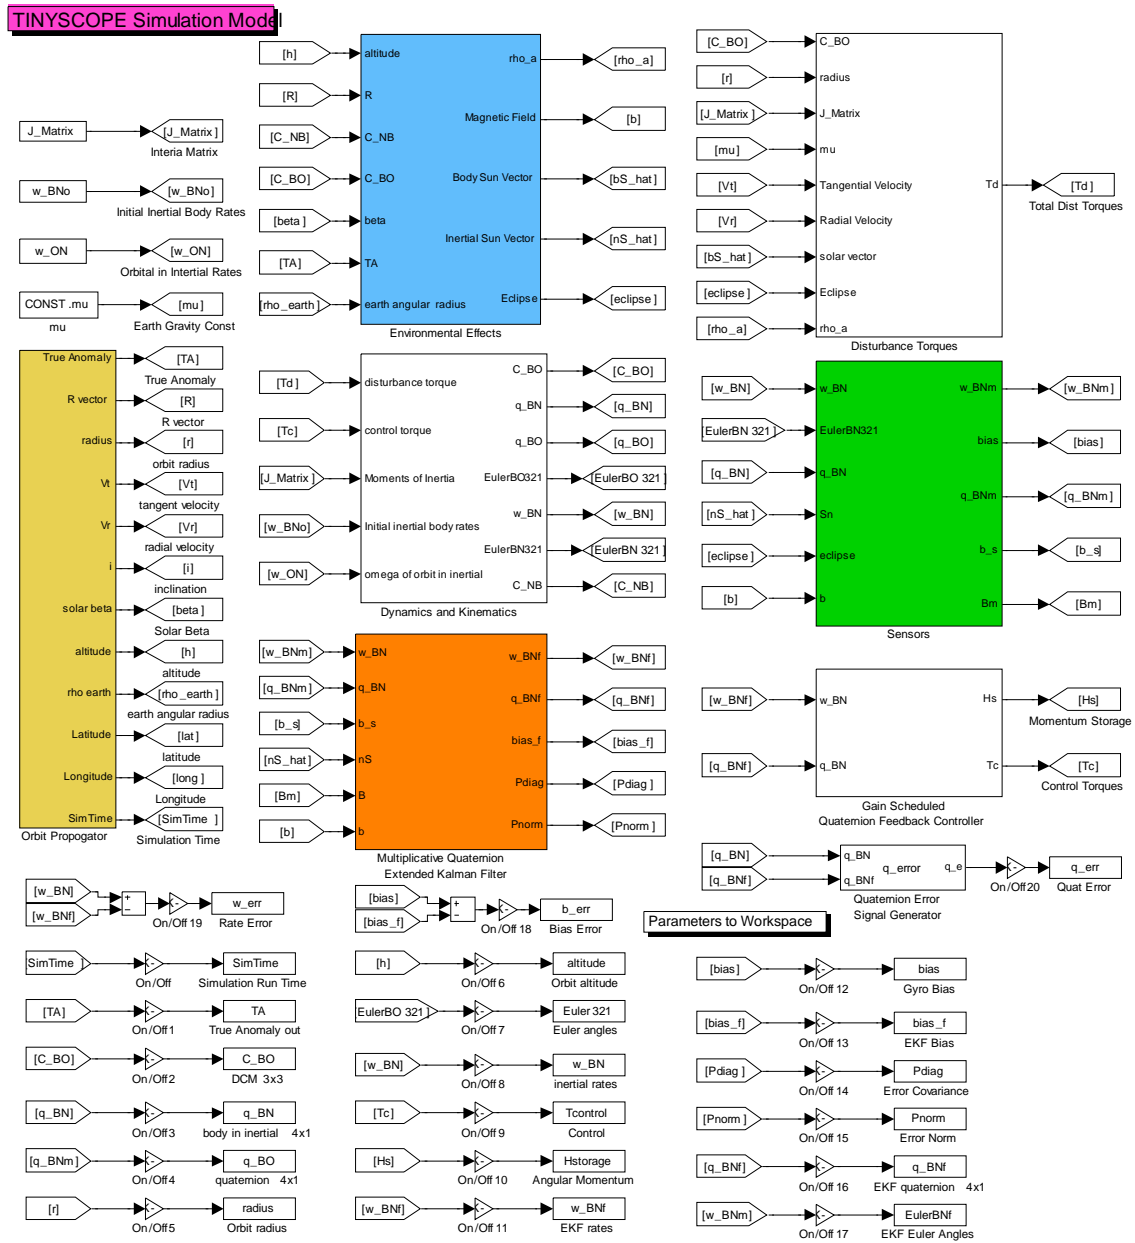 TINYSCOPE Simulation Model
J_Matrix
[J_Matrix]
Interia Matrix
w_BNo
[w_BNo]
Initial Inertial Body Rates
w_ON
[w_ON]
Orbital in Intertial Rates
CONST .mu
mu
[mu]
Earth Gravity Const
[h]
[R]
[C_NB]
[C_BO]
[beta ]
[TA]
[rho_earth ]
altitude
R
C_NB
C_BO
beta
TA
earth angular radius
rho_a
Magnetic Field
Body Sun Vector
Inertial Sun Vector
Eclipse
Environmental Effects
[rho_a]
[b]
[bS_hat]
[nS_hat]
[eclipse ]
[C_BO]
[r]
[J_Matrix ]
[mu]
[Vt]
[Vr]
[bS_hat]
[eclipse ]
[rho_a ]
C_BO
radius
J_Matrix
mu
Tangential Velocity
Radial Velocity
solar vector
Eclipse
rho_a
Td
Disturbance Torques
[Td]
Total Dist Torques
True Anomaly
R vector
radius
Vt
Vr
i
solar beta
altitude
rho earth
Latitude
Longitude
SimTime
Orbit Propogator
[TA]
True Anomaly
[R]
R vector
[r]
orbit radius
[Vt]
tangent velocity
[Vr]
radial velocity
[i]
inclination
[beta ]
Solar Beta
[h]
altitude
[rho_earth ]
earth angular radius
[lat]
latitude
[long ]
Longitude
[SimTime ]
Simulation Time
[Td ]
[Tc]
[J_Matrix ]
[w_BNo]
[w_ON]
disturbance torque
control torque
Moments of Inertia
Initial inertial body rates
omega of orbit in inertial
C_BO
q_BN
q_BO
EulerBO321
w_BN
EulerBN321
C_NB
Dynamics and Kinematics
[C_BO]
[q_BN]
[q_BO]
[EulerBO 321 ]
[w_BN]
[EulerBN 321 ]
[C_NB]
[w_BN]
[EulerBN 321 ]
[q_BN]
[nS_hat]
[eclipse ]
[b]
w_BN
EulerBN321
q_BN
Sn
eclipse
b
w_BNm
bias
q_BNm
b_s
Bm
Sensors
[w_BNm]
[bias]
[q_BNm]
[b_s]
[Bm]
[w_BNm]
[q_BNm]
[b_s]
[nS_hat]
[Bm]
[b]
w_BN
q_BN
b_s
nS
B
b
w_BNf
q_BNf
bias_f
Pdiag
Pnorm
Multiplicative Quatenion
Extended Kalman Filter
[w_BNf]
[q_BNf]
[bias_f]
[Pdiag ]
[Pnorm ]
[w_BNf]
[q_BNf]
w_BN
q_BN
Hs
Tc
Gain Scheduled
Quaternion Feedback Controller
[Hs]
Momentum Storage
[Tc]
Control Torques
[q_BN]
[q_BNf]
q_BN
q_BNf
q_error
q_e
Quaternion Error
Signal Generator
K-
On/Off20
q_err
Quat Error
[w_BN]
[w_BNf]
+
−
K-
On/Off 19
w_err
Rate Error
[bias]
[bias_f]
+
−
K-
On/Off 18
b_err
Bias Error
Parameters to Workspace
[SimTime ]
K-
On/Off
SimTime
Simulation Run Time
[TA]
K-
On/Off1
TA
True Anomaly out
[C_BO]
K-
On/Off2
C_BO
DCM 3x3
[q_BN]
K-
On/Off3
q_BN
body in inertial 4x1
[q_BNm]
K-
On/Off4
q_BO
quaternion 4x1
[r]
K-
On/Off5
radius
Orbit radius
[h]
K-
On/Off 6
altitude
Orbit altitude
[EulerBO 321 ]
K-
On/Off 7
Euler 321
Euler angles
[w_BN]
K-
On/Off 8
w_BN
inertial rates
[Tc]
K-
On/Off 9
Tcontrol
Control
[Hs]
K-
On/Off 10
Hstorage
Angular Momentum
[w_BNf]
K-
On/Off 11
w_BNf
EKF rates
[bias]
K-
On/Off 12
bias
Gyro Bias
[bias_f]
K-
On/Off 13
bias_f
EKF Bias
[Pdiag ]
K-
On/Off 14
Pdiag
Error Covariance
[Pnorm ]
K-
On/Off 15
Pnorm
Error Norm
[q_BNf]
K-
On/Off 16
q_BNf
EKF quaternion 4x1
[w_BNm]
K-
On/Off 17
EulerBNf
EKF Euler Angles